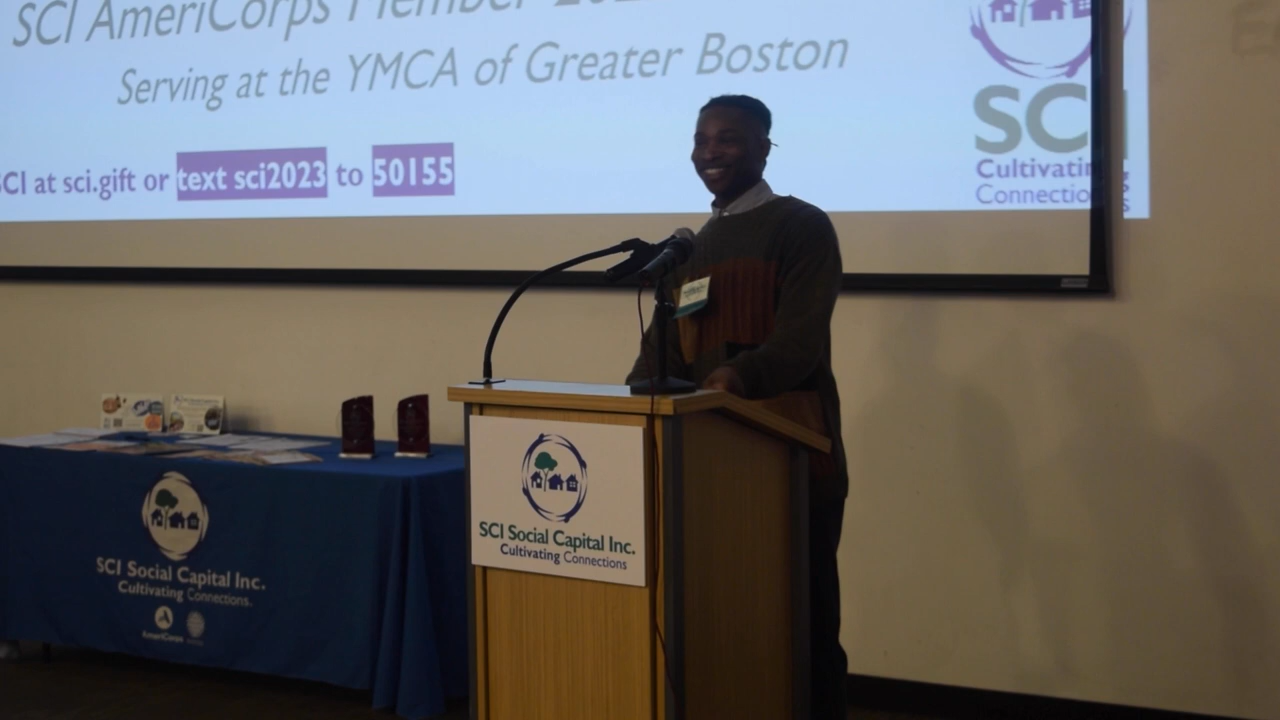 SCI AmeriCorps Member
Serving at the YMCA of Greater Boston
SCI at sci.gift or text sci2023 to 50155
SCI
Cultivating
Connections
SCI Social Capital Inc.
Cultivating Connections
SCI Social Capital Inc.
Cultivating Connections.
AmeriCorps